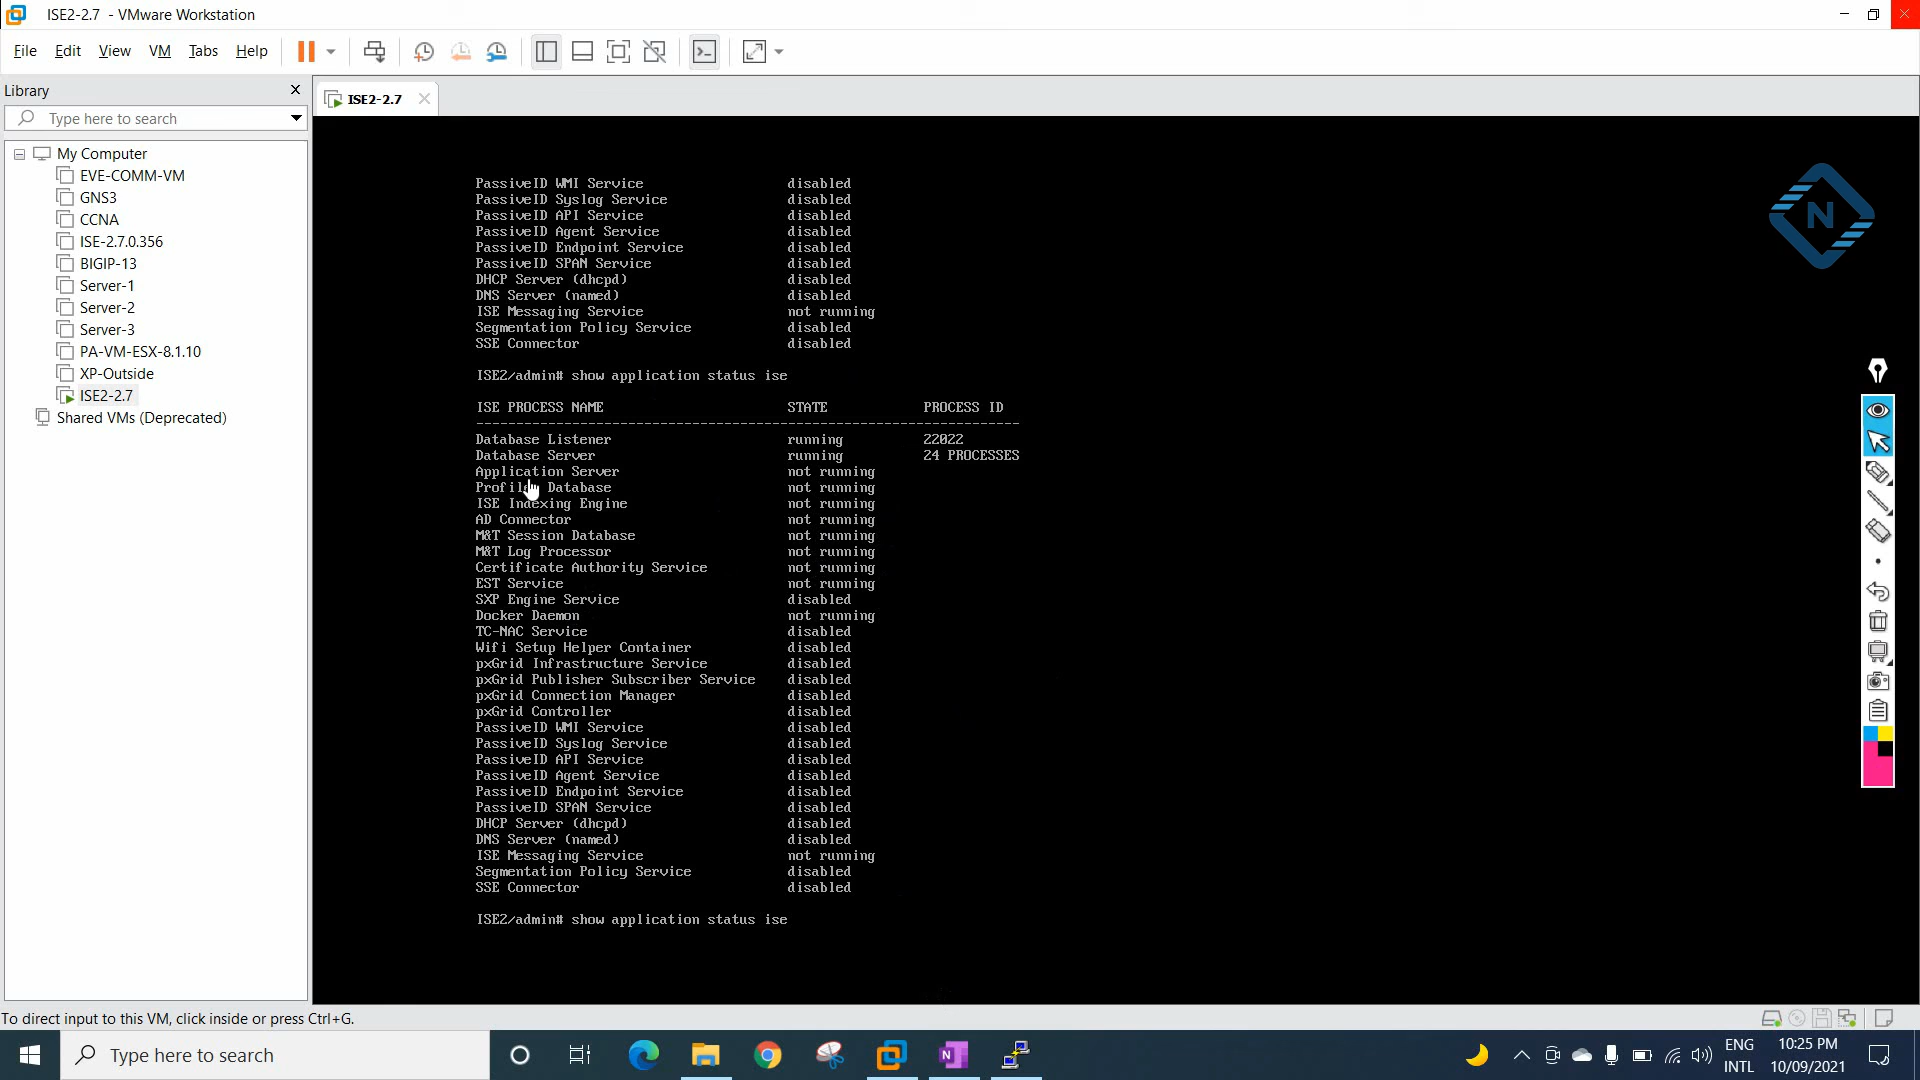 ISE2-2.7 - VMware Workstation
File Edit View VM Tabs Help
Library
ISE2-2.7
Type here to search
My Computer
EVE-COMM-VM
GNS3
CCNA
ISE-2.7.0.356
BIGIP-13
Server-1
Server-2
Server-3
PA-VM-ESX-8.1.10
XP-Outside
ISE2-2.7
Shared VMs (Deprecated)
N
PassiveID WMI Service disabled
PassiveID Syslog Service disabled
PassiveID API Service disabled
PassiveID Agent Service disabled
PassiveID Endpoint Service disabled
PassiveID SPAN Service disabled
DHCP Server (dhcpd) disabled
DNS Server (named) disabled
ISE Messaging Service not running
Segmentation Policy Service disabled
SSE Connector disabled
ISE2/admin# show application status ise
ISE PROCESS NAME STATE PROCESS ID
--------------------------------------------------------------------
Database Listener running 22022
Database Server running 24 PROCESSES
Application Server not running
Profiler Database not running
ISE Indexing Engine not running
AD Connector not running
M&T Session Database not running
M&T Log Processor not running
Certificate Authority Service not running
EST Service not running
SXP Engine Service disabled
Docker Daemon not running
TC-NAC Service disabled
Wifi Setup Helper Container disabled
pxGrid Infrastructure Service disabled
pxGrid Publisher Subscriber Service disabled
pxGrid Connection Manager disabled
pxGrid Controller disabled
PassiveID WMI Service disabled
PassiveID Syslog Service disabled
PassiveID API Service disabled
PassiveID Agent Service disabled
PassiveID Endpoint Service disabled
PassiveID SPAN Service disabled
DHCP Server (dhcpd) disabled
DNS Server (named) disabled
ISE Messaging Service not running
Segmentation Policy Service disabled
SSE Connector disabled
ISE2/admin# show application status ise
To direct input to this VM, click inside or press Ctrl+G.
Type here to search
ENG
INTL
10:25 PM
10/09/2021